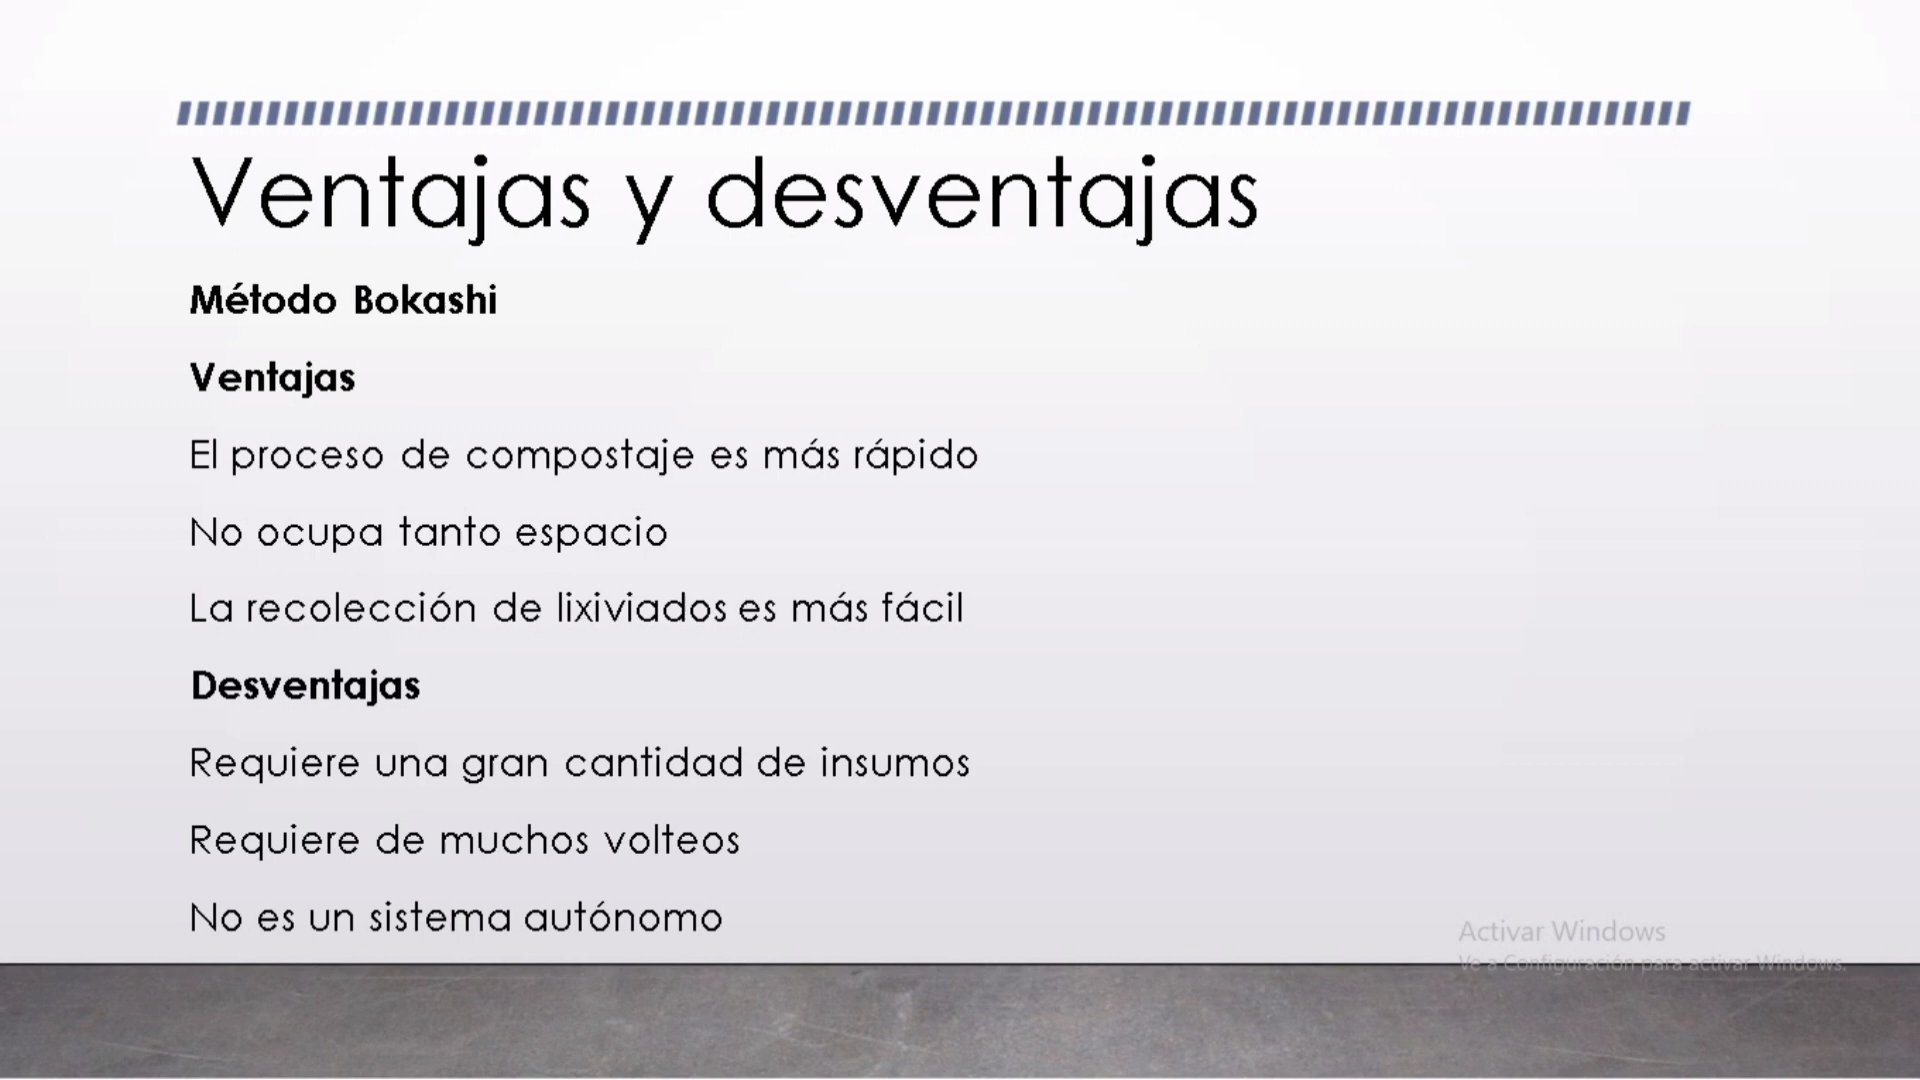 Ventajas y desventajas
Método Bokashi
Ventajas
El proceso de compostaje es más rápido
No ocupa tanto espacio
La recolección de lixiviados es más fácil
Desventajas
Requiere una gran cantidad de insumos
Requiere de muchos volteos
No es un sistema autónomo
Activar Windows
Ve a Configuración para activar Windows.